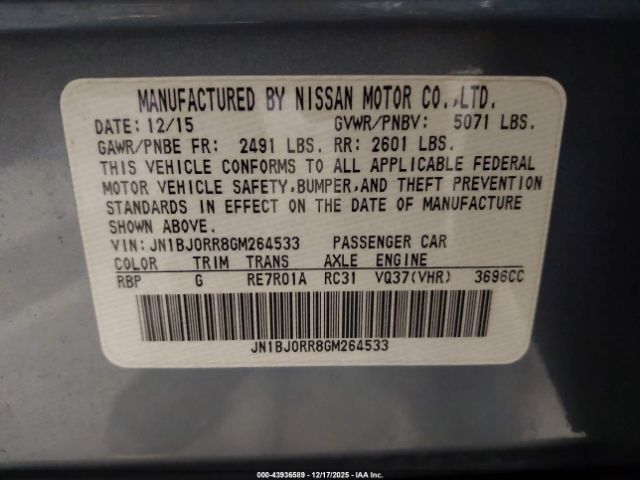 MANUFACTURED BY NISSAN MOTOR CO.,LTD.
DATE: 12/15 GVWR/PNBV: 5071 LBS.
GAWR/PNBE FR: 2491 LBS. RR: 2601 LBS.
THIS VEHICLE CONFORMS TO ALL APPLICABLE FEDERAL
MOTOR VEHICLE SAFETY,BUMPER,AND THEFT PREVENTION
STANDARDS IN EFFECT ON THE DATE OF MANUFACTURE
SHOWN ABOVE.
VIN: JN1BJ0RR8GM264533 PASSENGER CAR
COLOR TRIM TRANS AXLE ENGINE
RBP G RE7R01A RC31 VQ37(VHR) 3696CC
JN1BJ0RR8GM264533
000-43936589 - 12/17/2025 - IAA Inc.